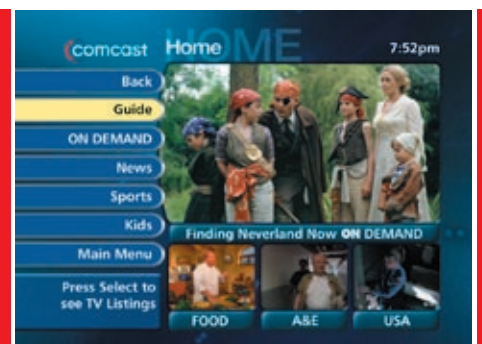 comcast
Home
HOME
7:52pm
Back
Guide
ON DEMAND
News
Sports
Kids
Main Menu
Press Select to
see TV Listings
Finding Neverland Now ON DEMAND
FOOD
A&E
USA